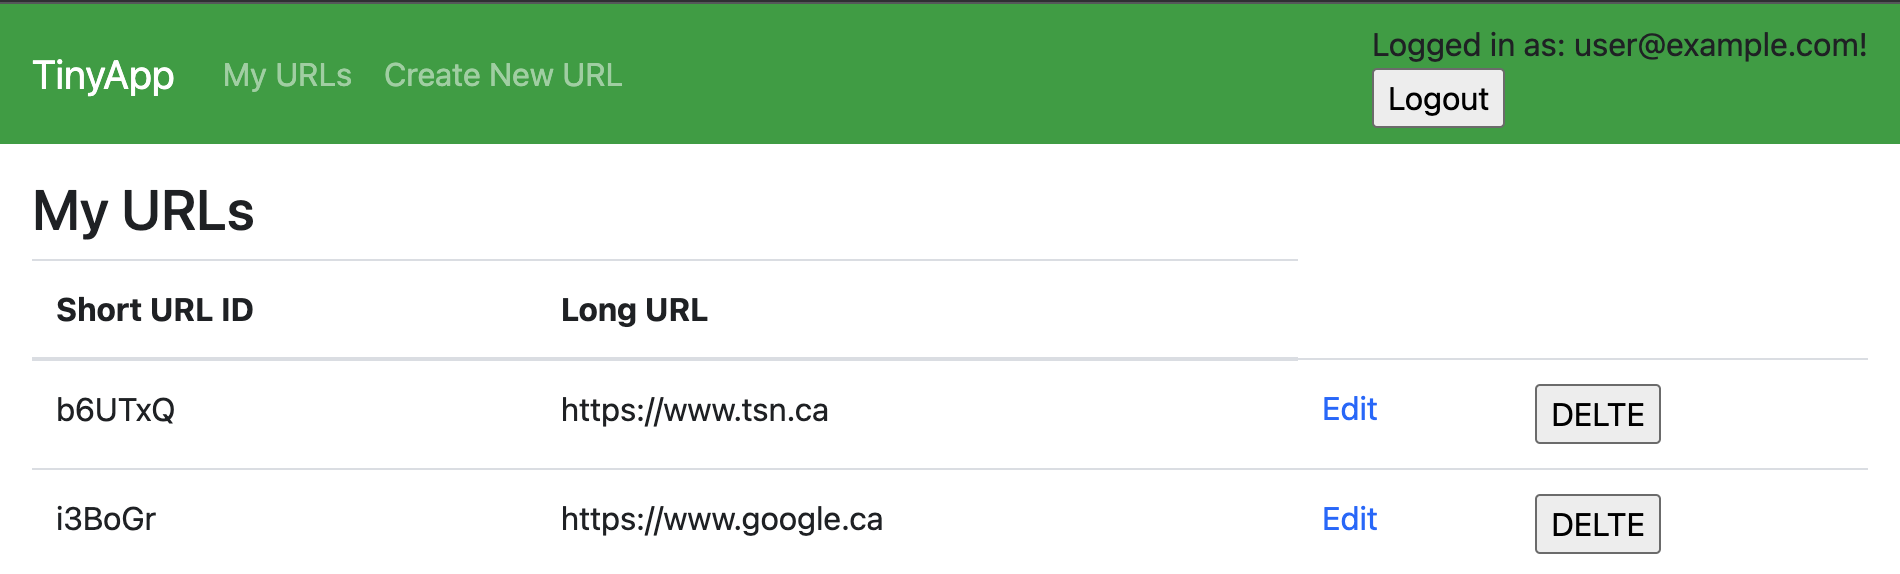 TinyApp My URLs Create New URL
Logged in as: user@example.com!
Logout
My URLs
Short URL ID Long URL
b6UTxQ https://www.tsn.ca Edit DELTE
i3BoGr https://www.google.ca Edit DELTE